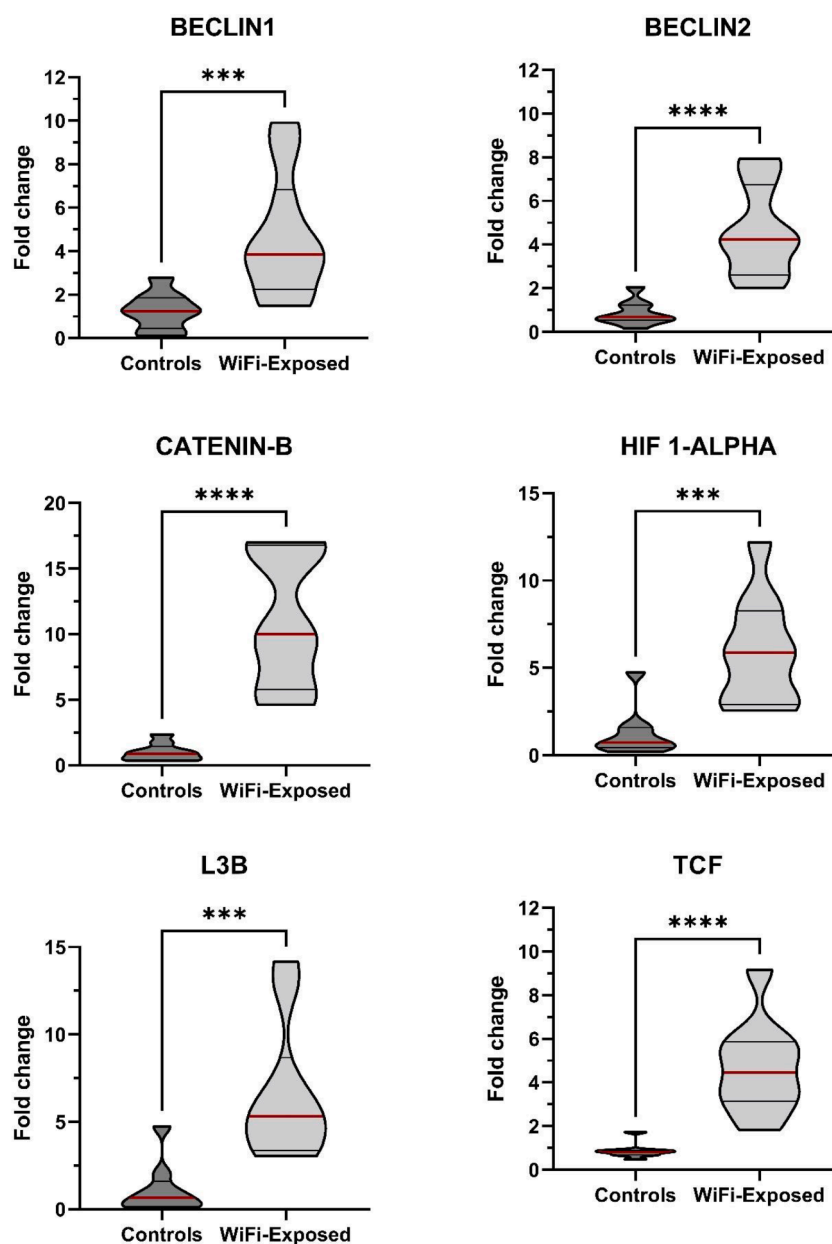 BECLIN1
12
10
8
6
4
2
0
Fold change
***
Controls WiFi-Exposed
BECLIN2
12
10
8
6
4
2
0
Fold change
****
Controls WiFi-Exposed
CATENIN-B
20
15
10
5
0
Fold change
****
Controls WiFi-Exposed
HIF 1-ALPHA
15
10
5
0
Fold change
***
Controls WiFi-Exposed
L3B
15
10
5
0
Fold change
***
Controls WiFi-Exposed
TCF
12
10
8
6
4
2
0
Fold change
****
Controls WiFi-Exposed